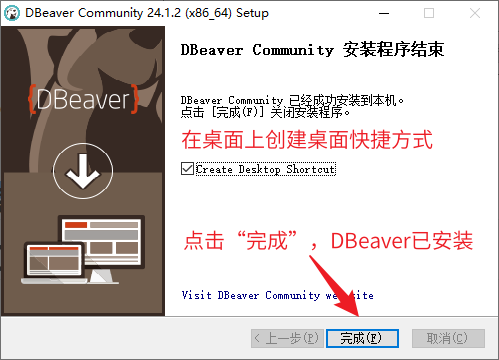 DBeaver Community 24.1.2 (x86_64) Setup
DBeaver Community 安装程序结束
{DBeaver}
DBeaver Community 已经成功安装到本机。
点击 [完成(F)] 关闭安装程序。
在桌面上创建桌面快捷方式
Create Desktop Shortcut
点击“完成”，DBeaver已安装
Visit DBeaver Community website
< 上一步(P)
完成(F)
取消(C)